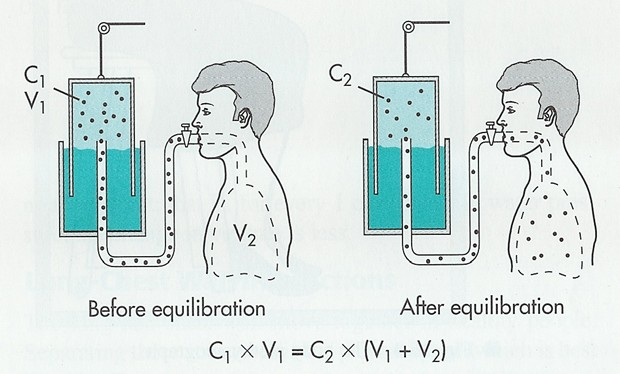 C1
V1
C2
V2
Before equilibration
After equilibration
C1 × V1 = C2 × (V1 + V2)